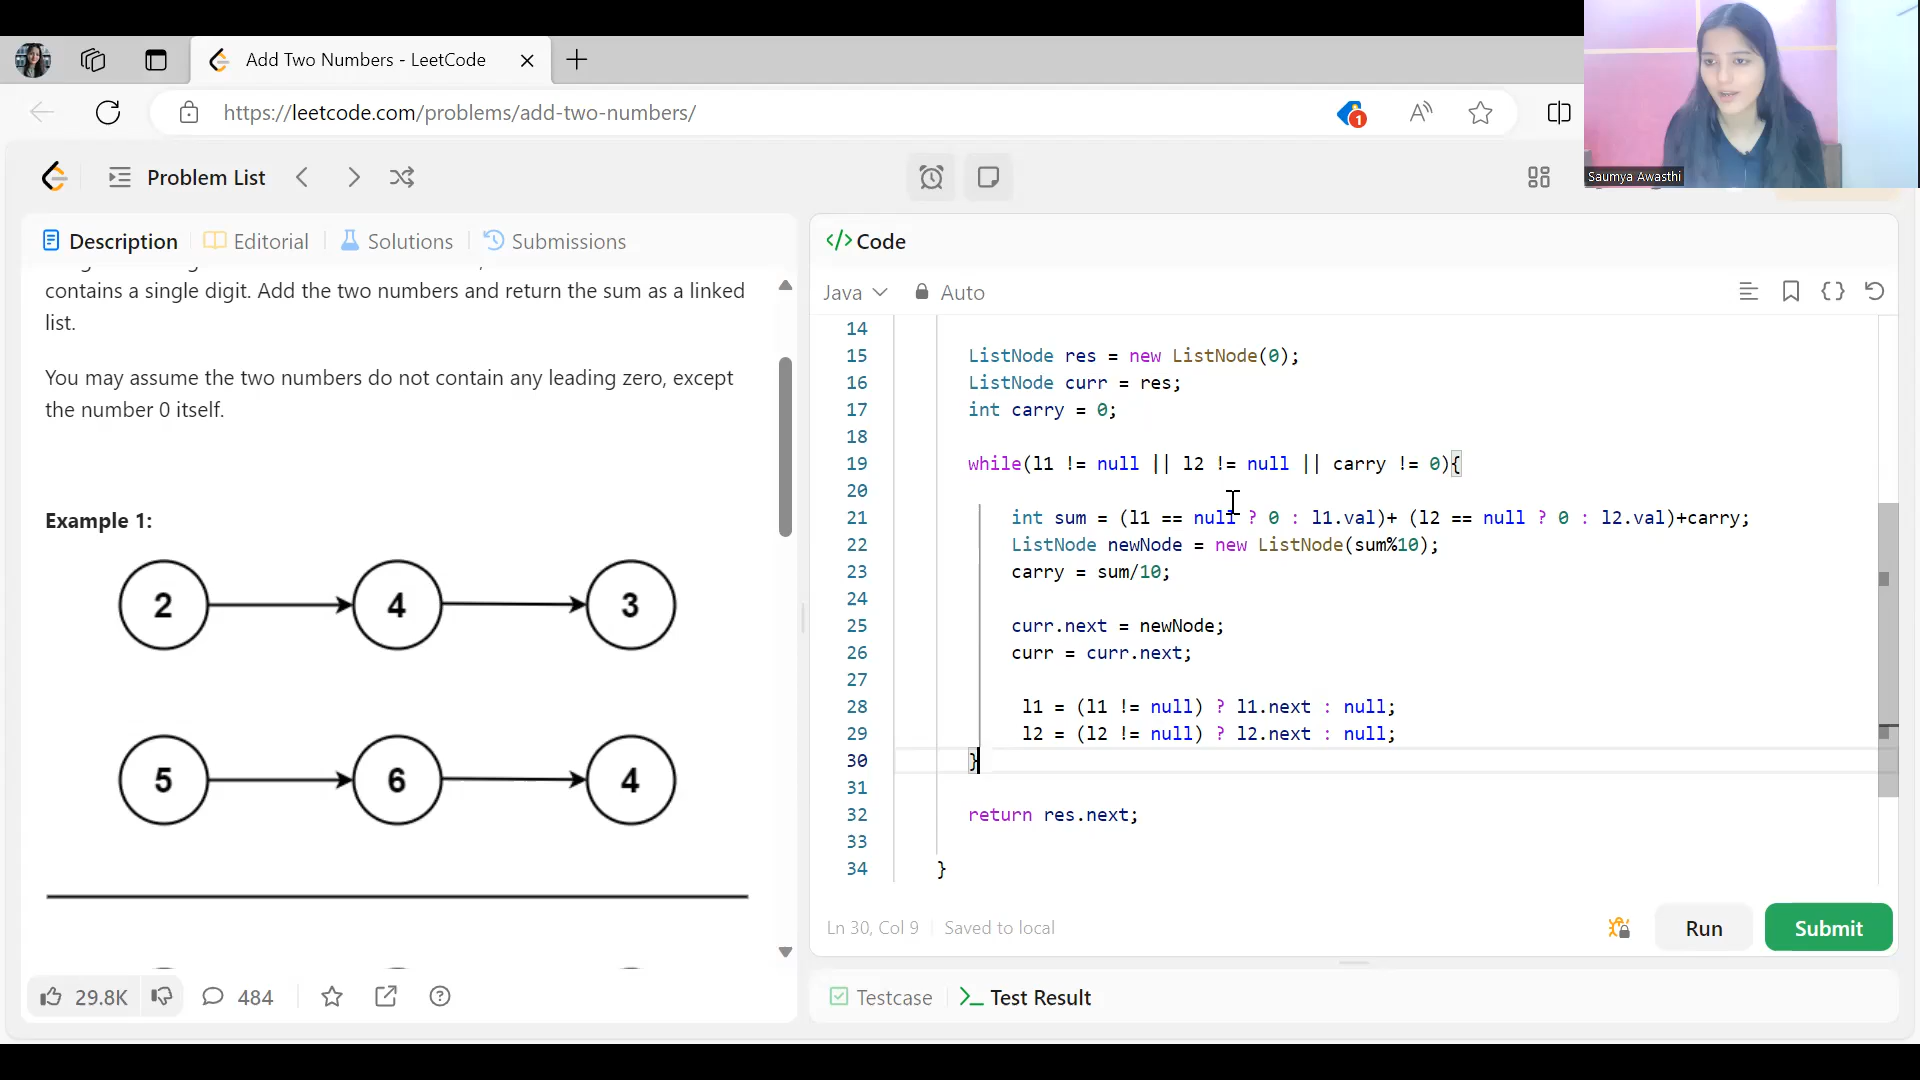 Add Two Numbers - LeetCode
https://leetcode.com/problems/add-two-numbers/
1
Saumya Awasthi
Problem List
Description
Editorial
Solutions
Submissions
contains a single digit. Add the two numbers and return the sum as a linked
list.
You may assume the two numbers do not contain any leading zero, except
the number 0 itself.
Example 1:
2
4
3
5
6
4
29.8K
484
Code
Java
Auto
14
15 ListNode res = new ListNode(0);
16 ListNode curr = res;
17 int carry = 0;
18
19 while(l1 != null || l2 != null || carry != 0){
20
21 int sum = (l1 == null ? 0 : l1.val)+ (l2 == null ? 0 : l2.val)+carry;
22 ListNode newNode = new ListNode(sum%10);
23 carry = sum/10;
24
25 curr.next = newNode;
26 curr = curr.next;
27
28 l1 = (l1 != null) ? l1.next : null;
29 l2 = (l2 != null) ? l2.next : null;
30 }
31
32 return res.next;
33
34 }
Ln 30, Col 9
Saved to local
Run
Submit
Testcase
Test Result